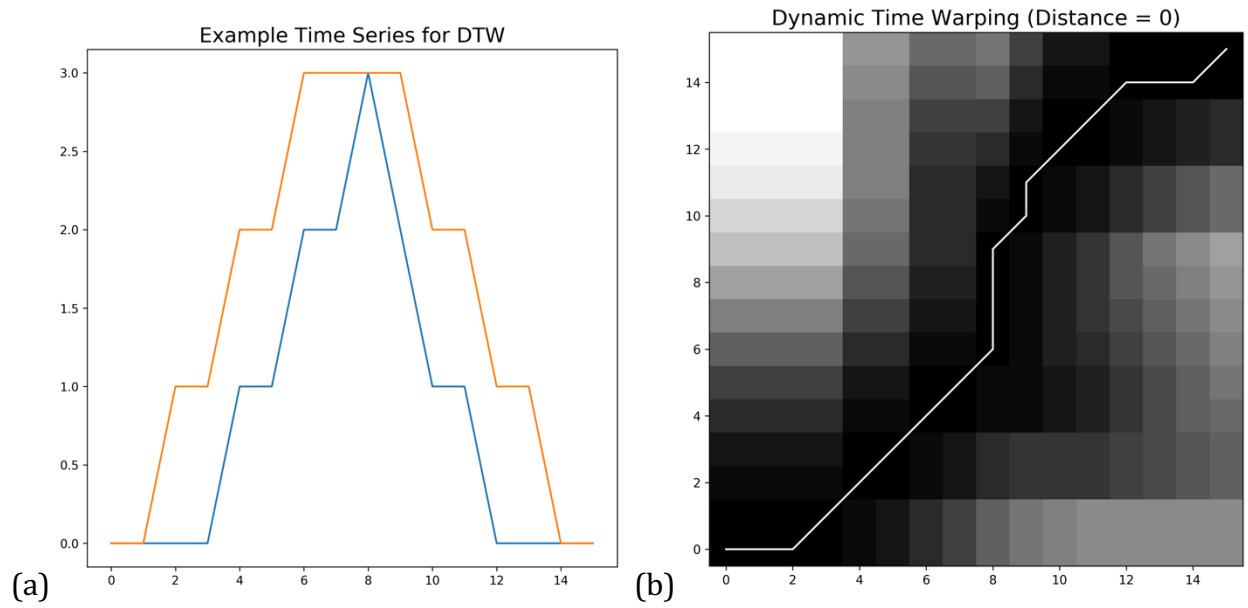 Example Time Series for DTW
3.0
2.5
2.0
1.5
1.0
0.5
0.0
0 2 4 6 8 10 12 14
(a)
Dynamic Time Warping (Distance = 0)
14
12
10
8
6
4
2
0
0 2 4 6 8 10 12 14
(b)